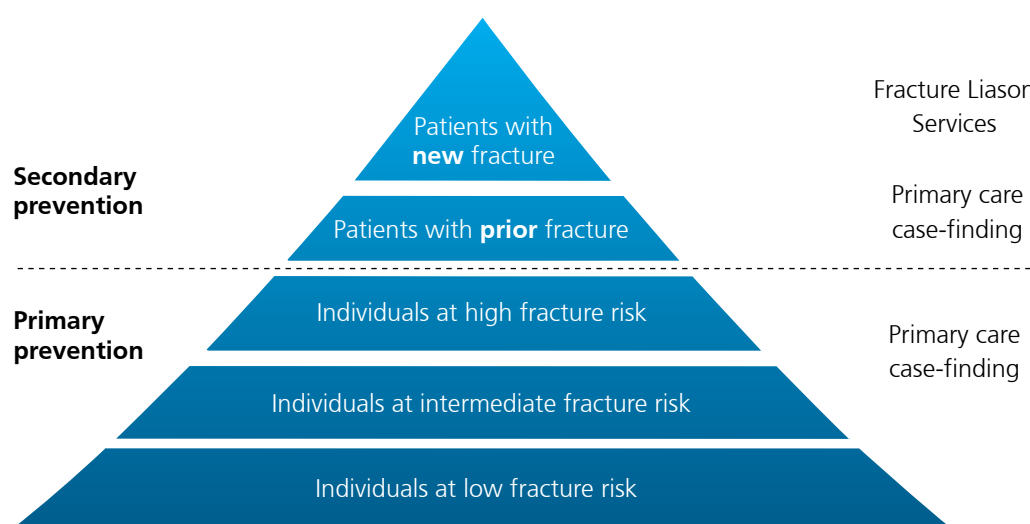 Fracture Liason
Services
Patients with
new fracture
Secondary
prevention
Primary care
case-finding
Patients with prior fracture
Primary
prevention
Individuals at high fracture risk
Primary care
case-finding
Individuals at intermediate fracture risk
Individuals at low fracture risk